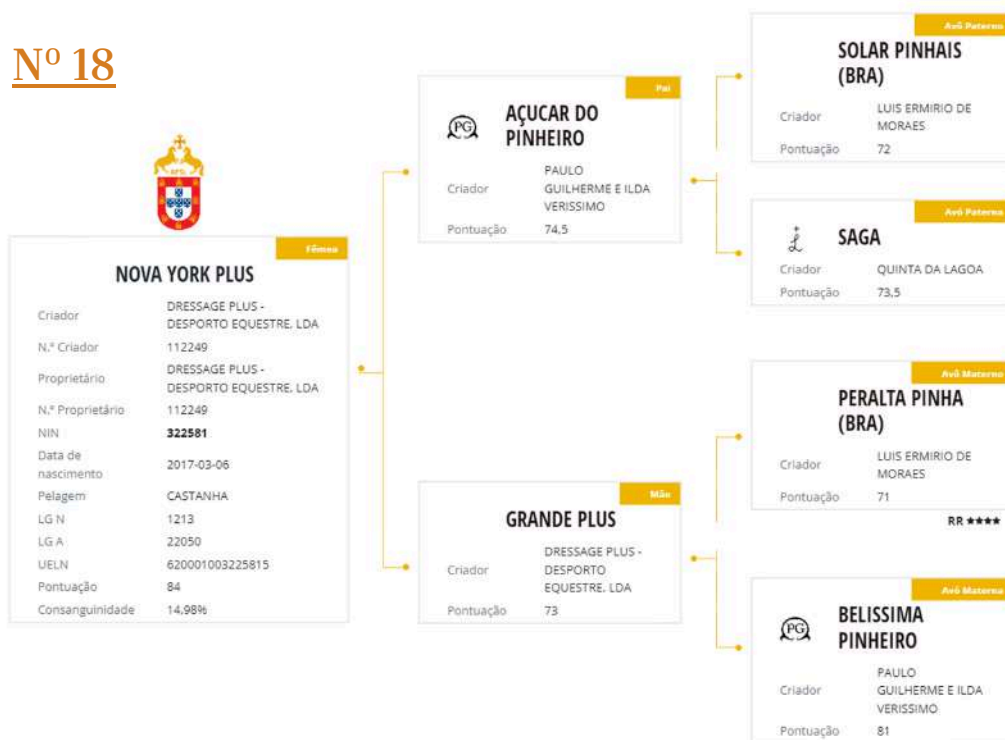 Nº 18
Fêmea
NOVA YORK PLUS
Criador DRESSAGE PLUS -
DESPORTO EQUESTRE, LDA
N.º Criador 112249
Proprietário DRESSAGE PLUS -
DESPORTO EQUESTRE, LDA
N.º Proprietário 112249
NIN 322581
Data de
nascimento 2017-03-06
Pelagem CASTANHA
LG N 1213
LG A 22050
UELN 620001003225815
Pontuação 84
Consanguinidade 14,98%
Pai
PG
AÇUCAR DO
PINHEIRO
Criador PAULO
GUILHERME E ILDA
VERISSIMO
Pontuação 74,5
Mãe
GRANDE PLUS
Criador DRESSAGE PLUS -
DESPORTO
EQUESTRE, LDA
Pontuação 73
Avô Paterno
SOLAR PINHAIS
(BRA)
Criador LUIS ERMIRIO DE
MORAES
Pontuação 72
Avó Paterna
SAGA
Criador QUINTA DA LAGOA
Pontuação 73,5
Avô Materno
PERALTA PINHA
(BRA)
Criador LUIS ERMIRIO DE
MORAES
Pontuação 71
RR ★★★★
Avó Materna
PG
BELISSIMA
PINHEIRO
Criador PAULO
GUILHERME E ILDA
VERISSIMO
Pontuação 81